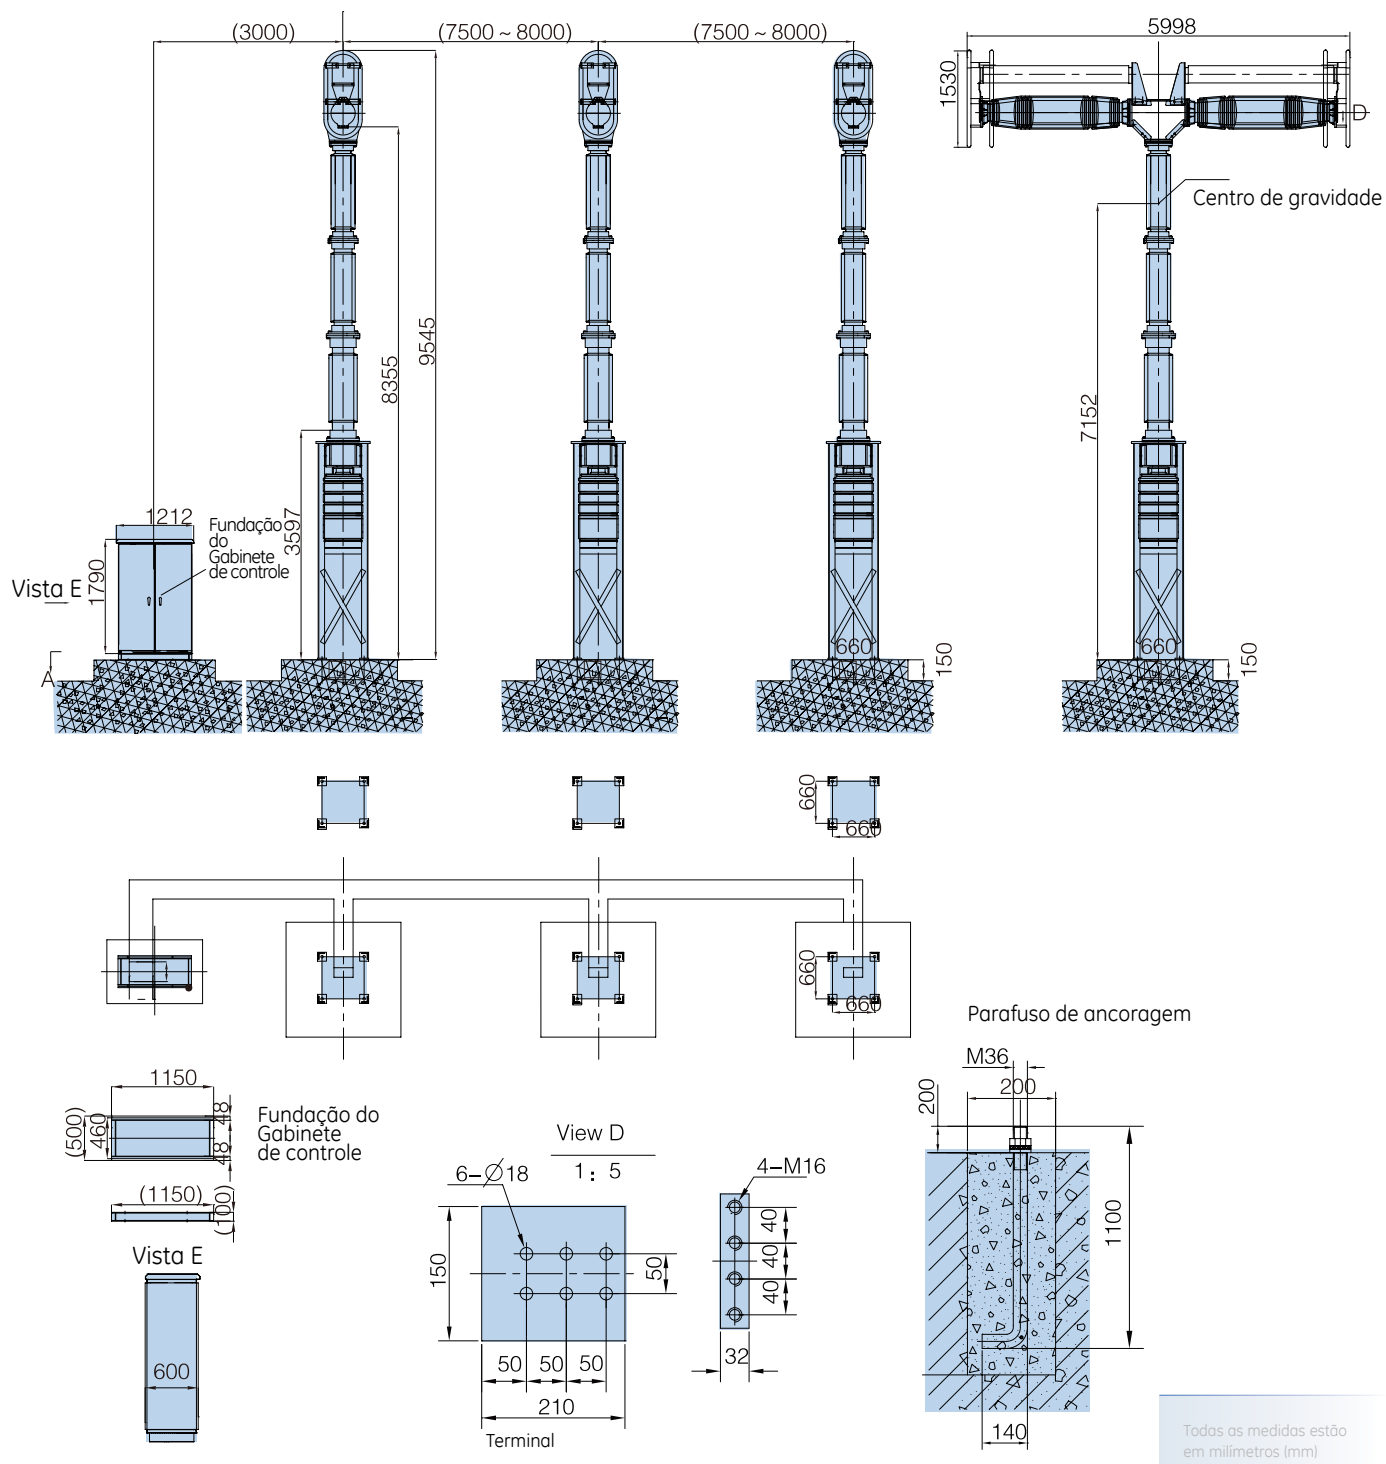 (3000)
(7500 ~ 8000)
(7500 ~ 8000)
5998
1530
D
Centro de gravidade
9545
8355
7152
3597
1212
Fundação
do
Gabinete
de controle
1790
Vista E
A
660
150
660
150
660
660
660
660
Parafuso de ancoragem
M36
200
200
1100
140
1150
(500)
460
48
48
Fundação do
Gabinete
de controle
(1150)
(100)
Vista E
600
View D
1: 5
6-∅18
150
50
50
50
50
210
Terminal
4-M16
40
40
40
32
Todas as medidas estão
em milímetros (mm)